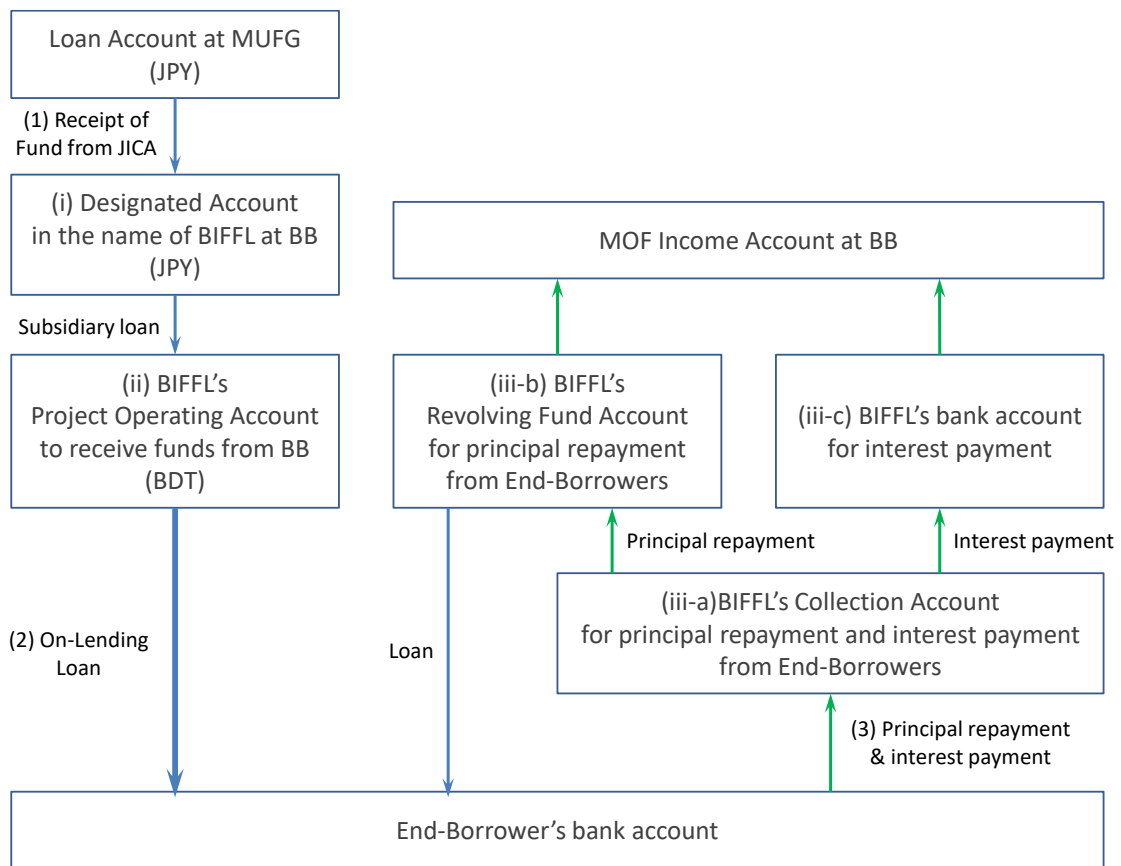 Loan Account at MUFG
(JPY)
(1) Receipt of
Fund from JICA
(i) Designated Account
in the name of BIFFL at BB
(JPY)
MOF Income Account at BB
Subsidiary loan
(ii) BIFFL's
Project Operating Account
to receive funds from BB
(BDT)
(iii-b) BIFFL's
Revolving Fund Account
for principal repayment
from End-Borrowers
(iii-c) BIFFL's bank account
for interest payment
Principal repayment
Interest payment
(iii-a)BIFFL's Collection Account
for principal repayment and interest payment
from End-Borrowers
(2) On-Lending
Loan
Loan
(3) Principal repayment
& interest payment
End-Borrower's bank account